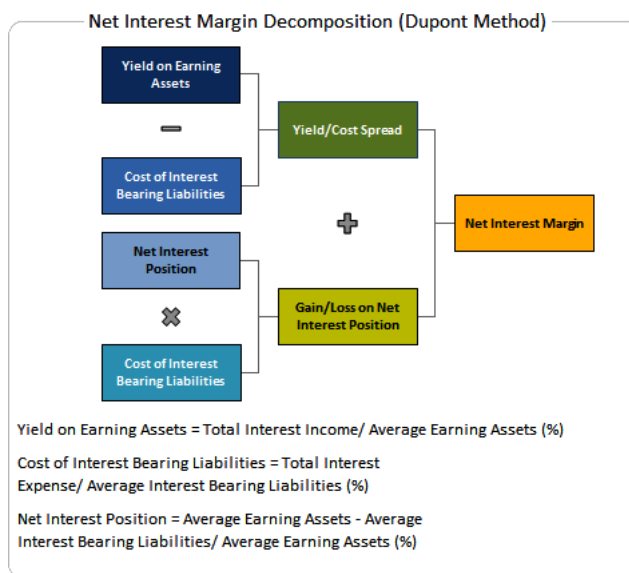 Net Interest Margin Decomposition (Dupont Method)
Yield on Earning
Assets
Yield/Cost Spread
Cost of Interest
Bearing Liabilities
Net Interest Margin
Net Interest
Position
Gain/Loss on Net
Interest Position
Cost of Interest
Bearing Liabilities
Yield on Earning Assets = Total Interest Income/ Average Earning Assets (%)
Cost of Interest Bearing Liabilities = Total Interest
Expense/ Average Interest Bearing Liabilities (%)
Net Interest Position = Average Earning Assets - Average
Interest Bearing Liabilities/ Average Earning Assets (%)